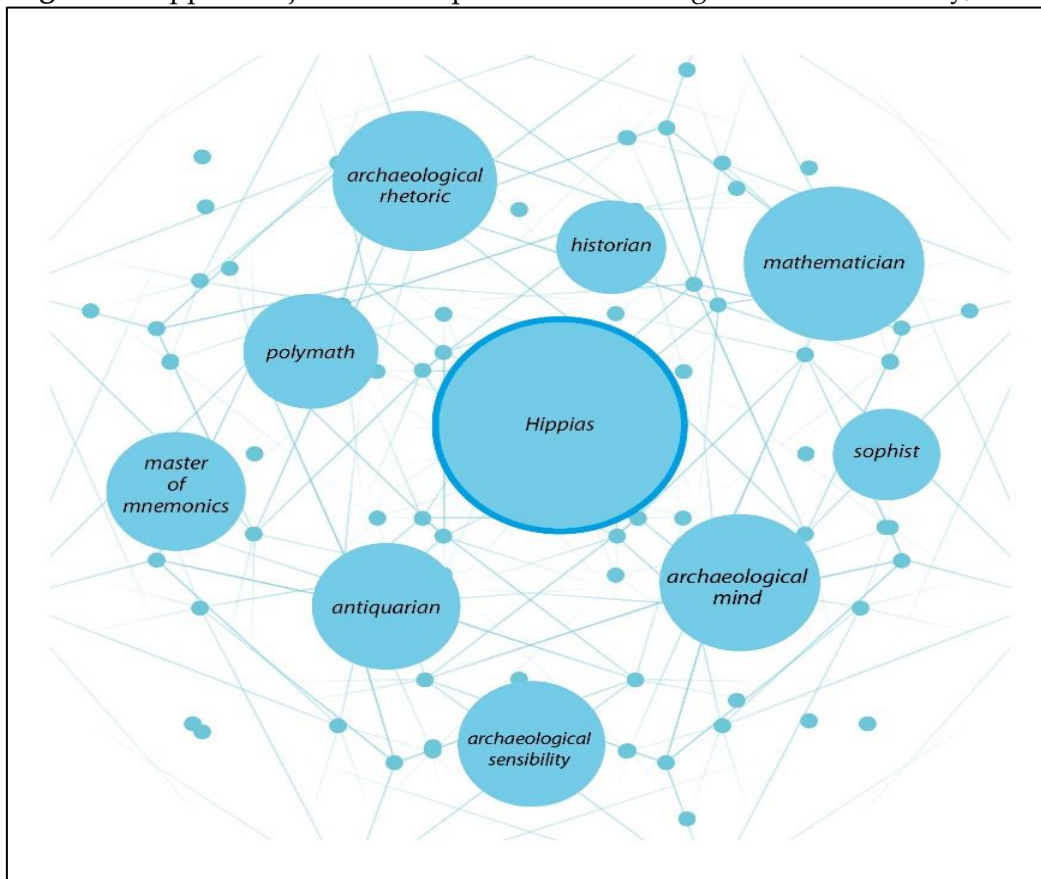 archaeological
rhetoric
historian
mathematician
polymath
Hippias
sophist
master
of
mnemonics
archaeological
mind
antiquarian
archaeological
sensibility